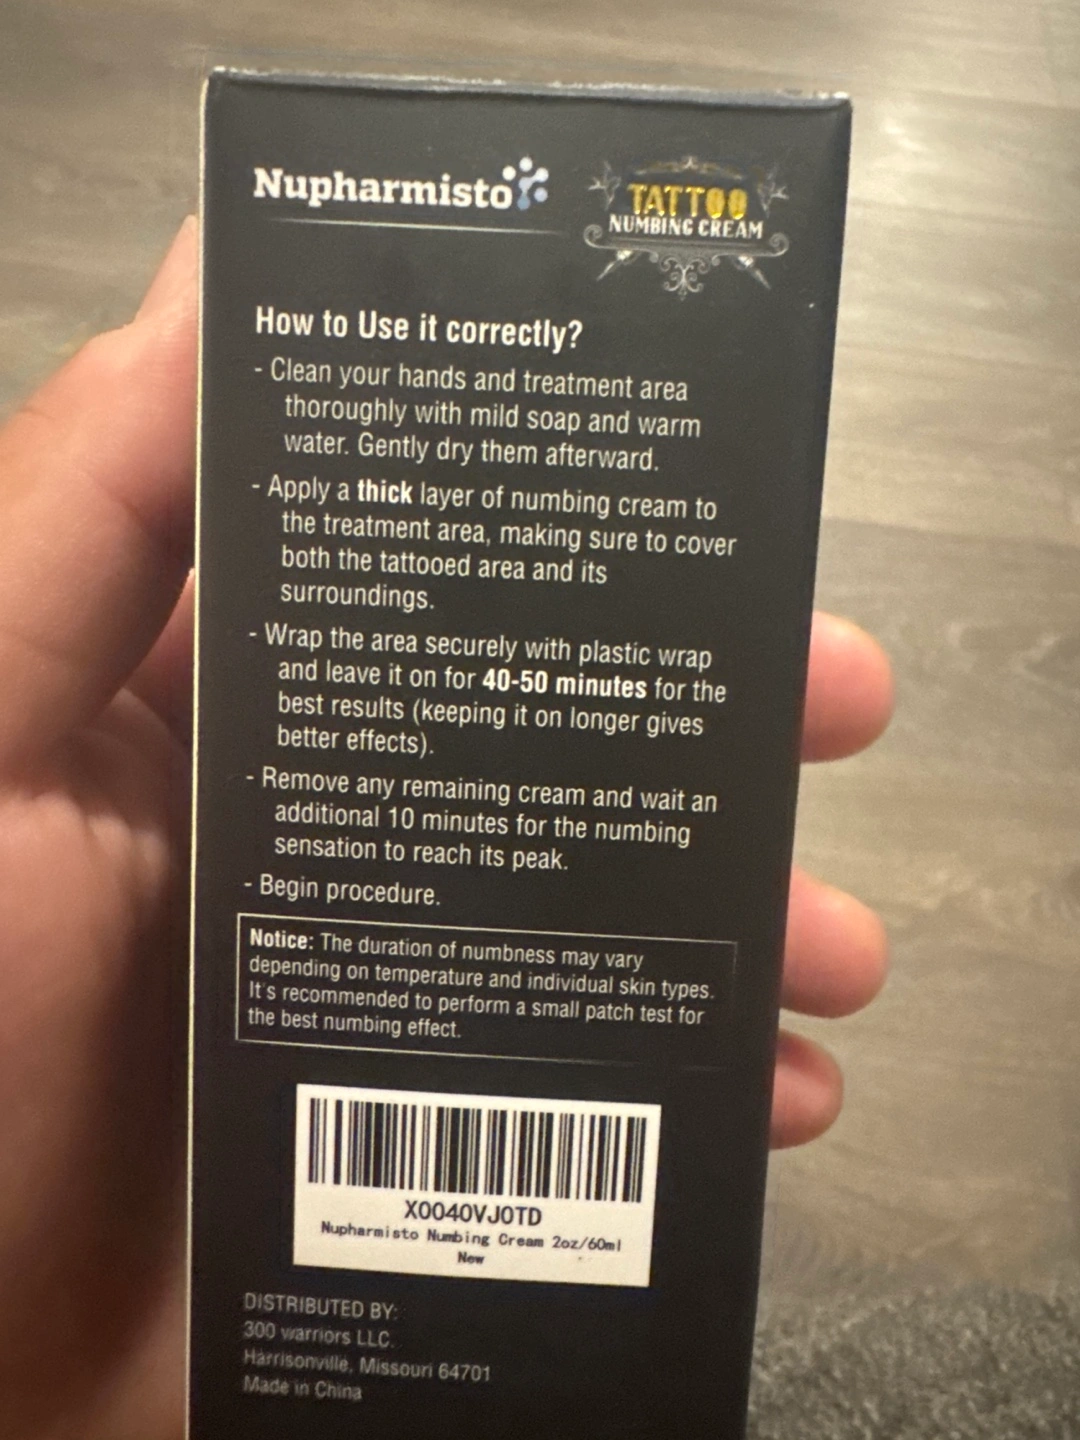 Nupharmisto
TATTOO
NUMBING CREAM
How to Use it correctly?
- Clean your hands and treatment area
thoroughly with mild soap and warm
water. Gently dry them afterward.
- Apply a thick layer of numbing cream to
the treatment area, making sure to cover
both the tattooed area and its
surroundings.
- Wrap the area securely with plastic wrap
and leave it on for 40-50 minutes for the
best results (keeping it on longer gives
better effects).
- Remove any remaining cream and wait an
additional 10 minutes for the numbing
sensation to reach its peak.
- Begin procedure.
Notice: The duration of numbness may vary
depending on temperature and individual skin types.
It's recommended to perform a small patch test for
the best numbing effect.
X0040VJ0TD
Nupharmisto Numbing Cream 2oz/60ml
New
DISTRIBUTED BY:
300 warriors LLC.
Harrisonville, Missouri 64701
Made in China